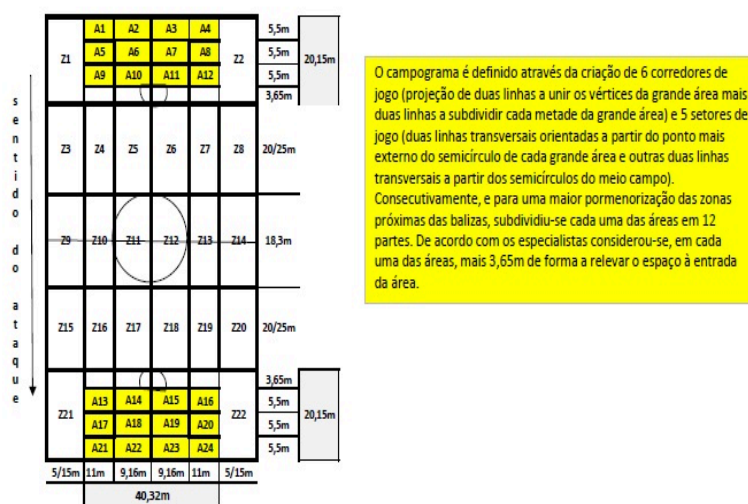 A1 A2 A3 A4 5,5m
Z1 A5 A6 A7 A8 Z2 5,5m 20,15m
A9 A10 A11 A12 5,5m
3,65m
Z3 Z4 Z5 Z6 Z7 Z8 20/25m
Z9 Z10 Z11 Z12 Z13 Z14 18,3m
Z15 Z16 Z17 Z18 Z19 Z20 20/25m
3,65m
A13 A14 A15 A16 5,5m
Z21 A17 A18 A19 A20 Z22 5,5m 20,15m
A21 A22 A23 A24 5,5m
5/15m 11m 9,16m 9,16m 11m 5/15m
40,32m
sentido do ataque
O campograma é definido através da criação de 6 corredores de
jogo (projeção de duas linhas a unir os vértices da grande área mais
duas linhas a subdividir cada metade da grande área) e 5 setores de
jogo (duas linhas transversais orientadas a partir do ponto mais
externo do semicírculo de cada grande área e outras duas linhas
transversais a partir dos semicírculos do meio campo).
Consecutivamente, e para uma maior pormenorização das zonas
próximas das balizas, subdividiu-se cada uma das áreas em 12
partes. De acordo com os especialistas considerou-se, em cada
uma das áreas, mais 3,65m de forma a relevar o espaço à entrada
da área.